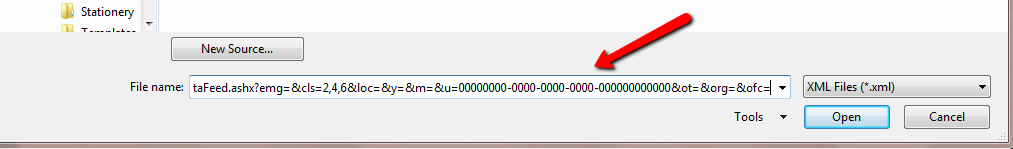 Stationery
Templates
New Source...
File name: taFeed.ashx?emg=&cls=2,4,6&loc=&y=&m=&u=00000000-0000-0000-0000-000000000000&ot=&org=&ofc= XML Files (*.xml)
Tools Open Cancel